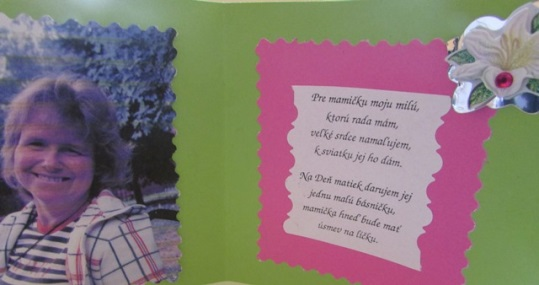 Pre mamičku moju milú,
ktorú rada mám,
veľké srdce namaľujem,
k sviatku jej ho dám.
Na Deň matiek darujem jej
jednu malú básničku,
mamička hneď bude mať
úsmev na líčku.